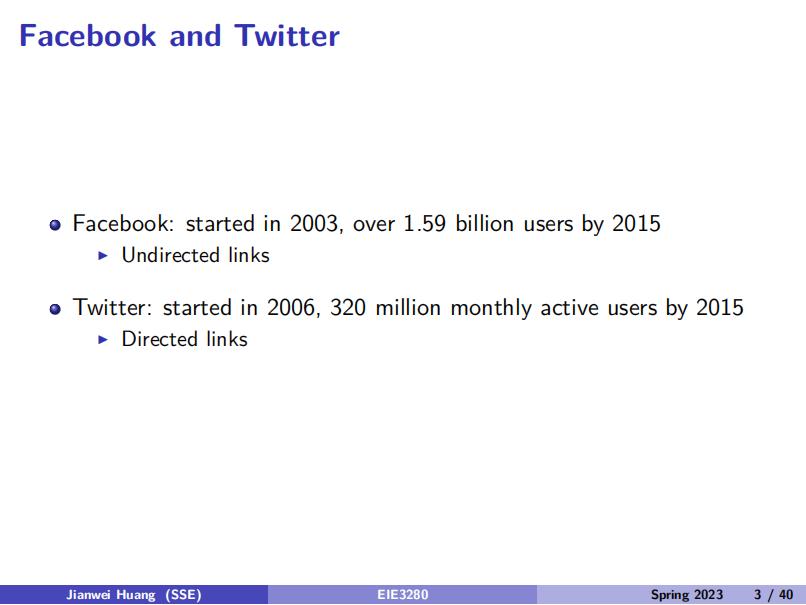 Facebook and Twitter
Facebook: started in 2003, over 1.59 billion users by 2015
Undirected links
Twitter: started in 2006, 320 million monthly active users by 2015
Directed links
Jianwei Huang (SSE) EIE3280 Spring 2023 3 / 40